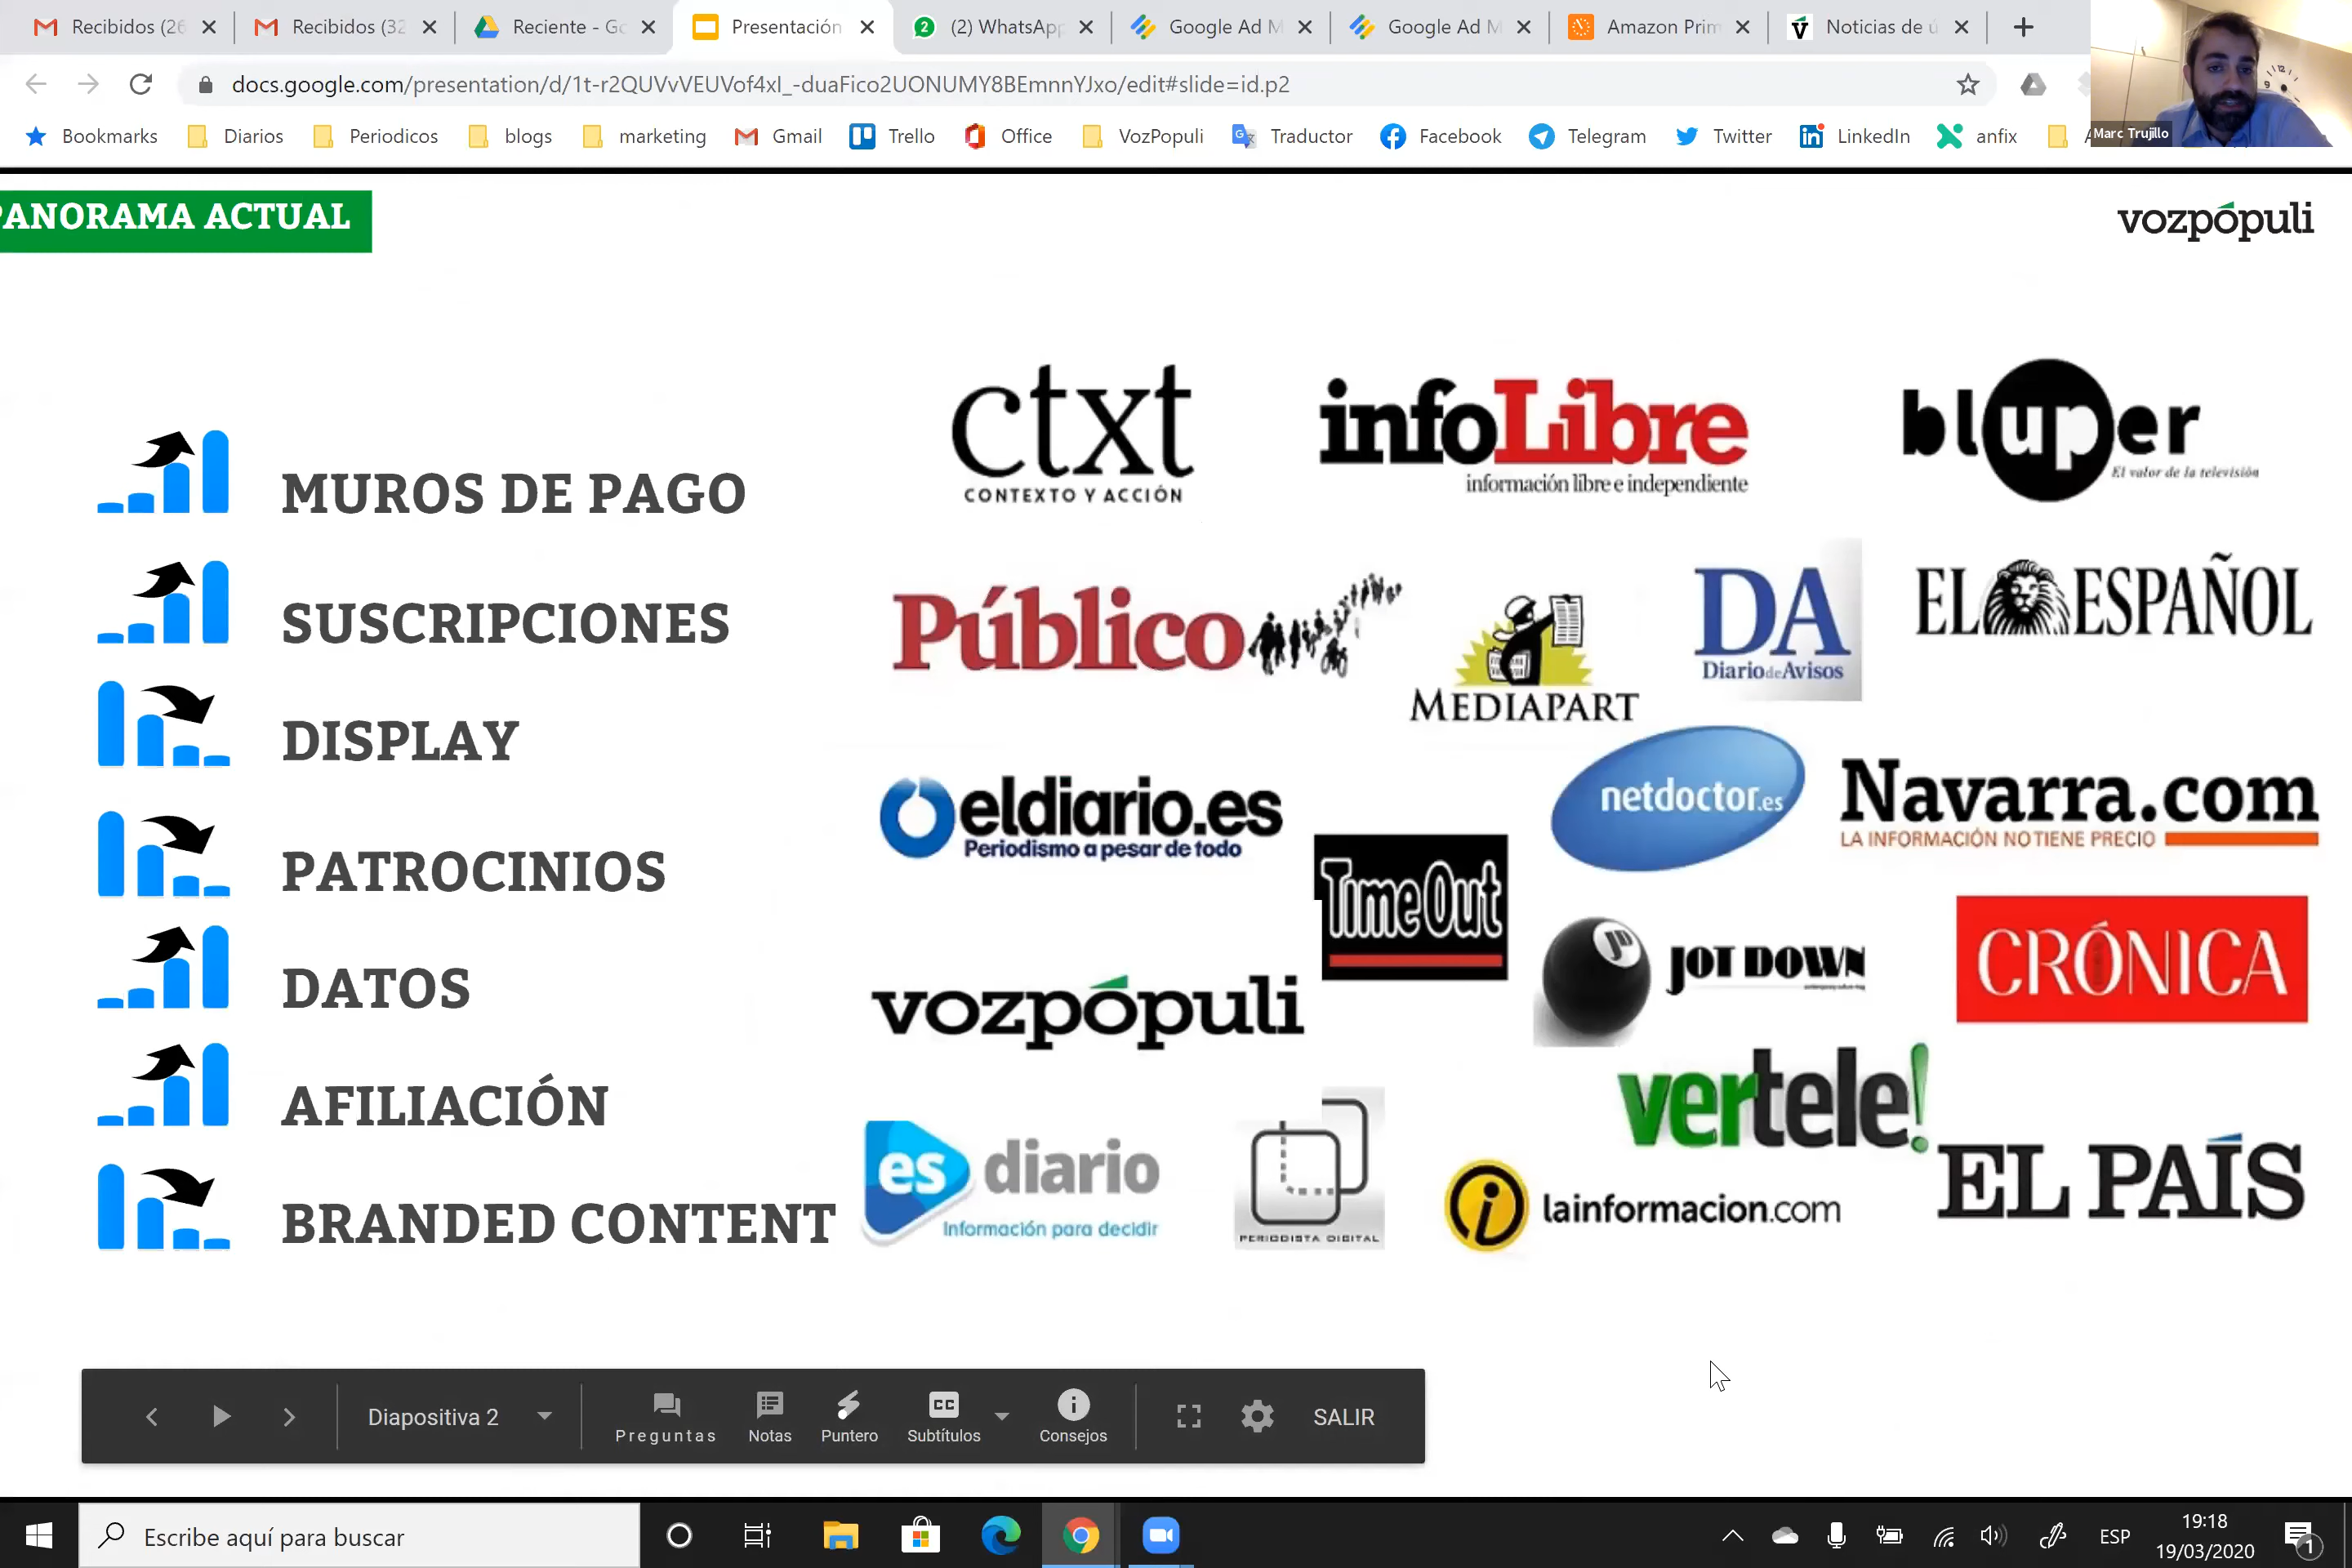 Recibidos (26
Recibidos (32
Reciente - Go
Presentación
(2) WhatsApp
Google Ad M
Google Ad M
Amazon Prim
Noticias de ú
docs.google.com/presentation/d/1t-r2QUVvVEUVof4xI_-duaFico2UONUMY8BEmnnYJxo/edit#slide=id.p2
Bookmarks
Diarios
Periodicos
blogs
marketing
Gmail
Trello
Office
VozPopuli
Traductor
Facebook
Telegram
Twitter
LinkedIn
anfix
Marc Trujillo
PANORAMA ACTUAL
vozpópuli
MUROS DE PAGO
SUSCRIPCIONES
DISPLAY
PATROCINIOS
DATOS
AFILIACIÓN
BRANDED CONTENT
ctxt
CONTEXTO Y ACCIÓN
infoLibre
información libre e independiente
bluper
El valor de la televisión
Público
MEDIAPART
DA
Diario de Avisos
EL ESPAÑOL
eldiario.es
Periodismo a pesar de todo
netdoctor.es
Navarra.com
LA INFORMACIÓN NO TIENE PRECIO
TimeOut
JD
JOT DOWN
CRÓNICA
vozpópuli
vertele!
es diario
Información para decidir
PERIODISTA DIGITAL
i lainformacion.com
EL PAÍS
Diapositiva 2
Preguntas
Notas
Puntero
CC
Subtítulos
Consejos
SALIR
Escribe aquí para buscar
ESP
19:18
19/03/2020
1